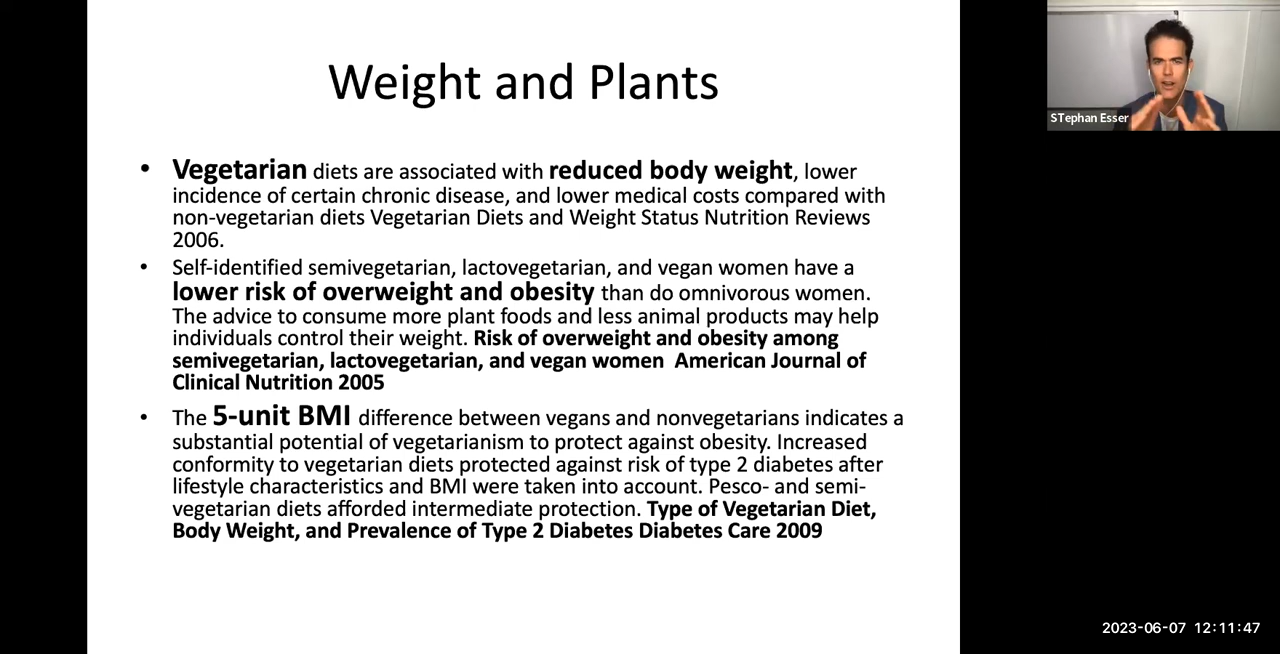 Weight and Plants
STephan Esser
• Vegetarian diets are associated with reduced body weight, lower
incidence of certain chronic disease, and lower medical costs compared with
non-vegetarian diets Vegetarian Diets and Weight Status Nutrition Reviews
2006.
• Self-identified semivegetarian, lactovegetarian, and vegan women have a
lower risk of overweight and obesity than do omnivorous women.
The advice to consume more plant foods and less animal products may help
individuals control their weight. Risk of overweight and obesity among
semivegetarian, lactovegetarian, and vegan women  American Journal of
Clinical Nutrition 2005
• The 5-unit BMI difference between vegans and nonvegetarians indicates a
substantial potential of vegetarianism to protect against obesity. Increased
conformity to vegetarian diets protected against risk of type 2 diabetes after
lifestyle characteristics and BMI were taken into account. Pesco- and semi-
vegetarian diets afforded intermediate protection. Type of Vegetarian Diet,
Body Weight, and Prevalence of Type 2 Diabetes Diabetes Care 2009
2023-06-07 12:11:47